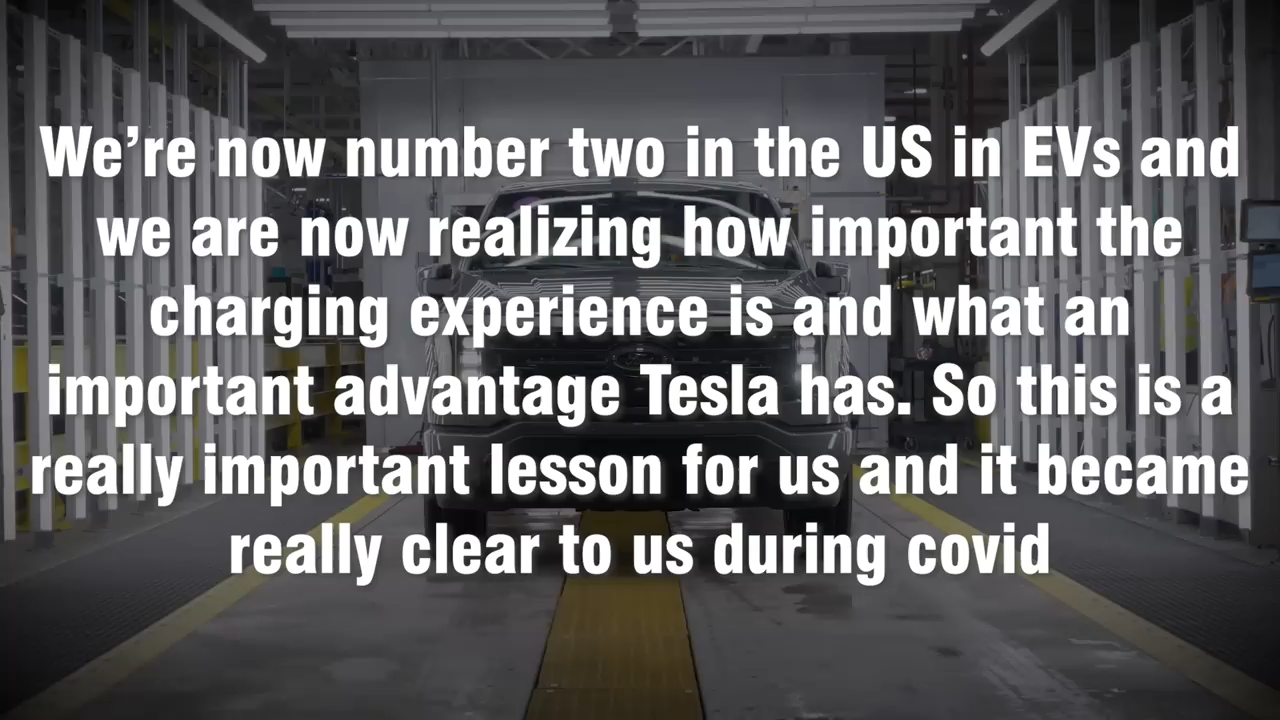 We’re now number two in the US in EVs and
we are now realizing how important the
charging experience is and what an
important advantage Tesla has. So this is a
really important lesson for us and it became
really clear to us during covid